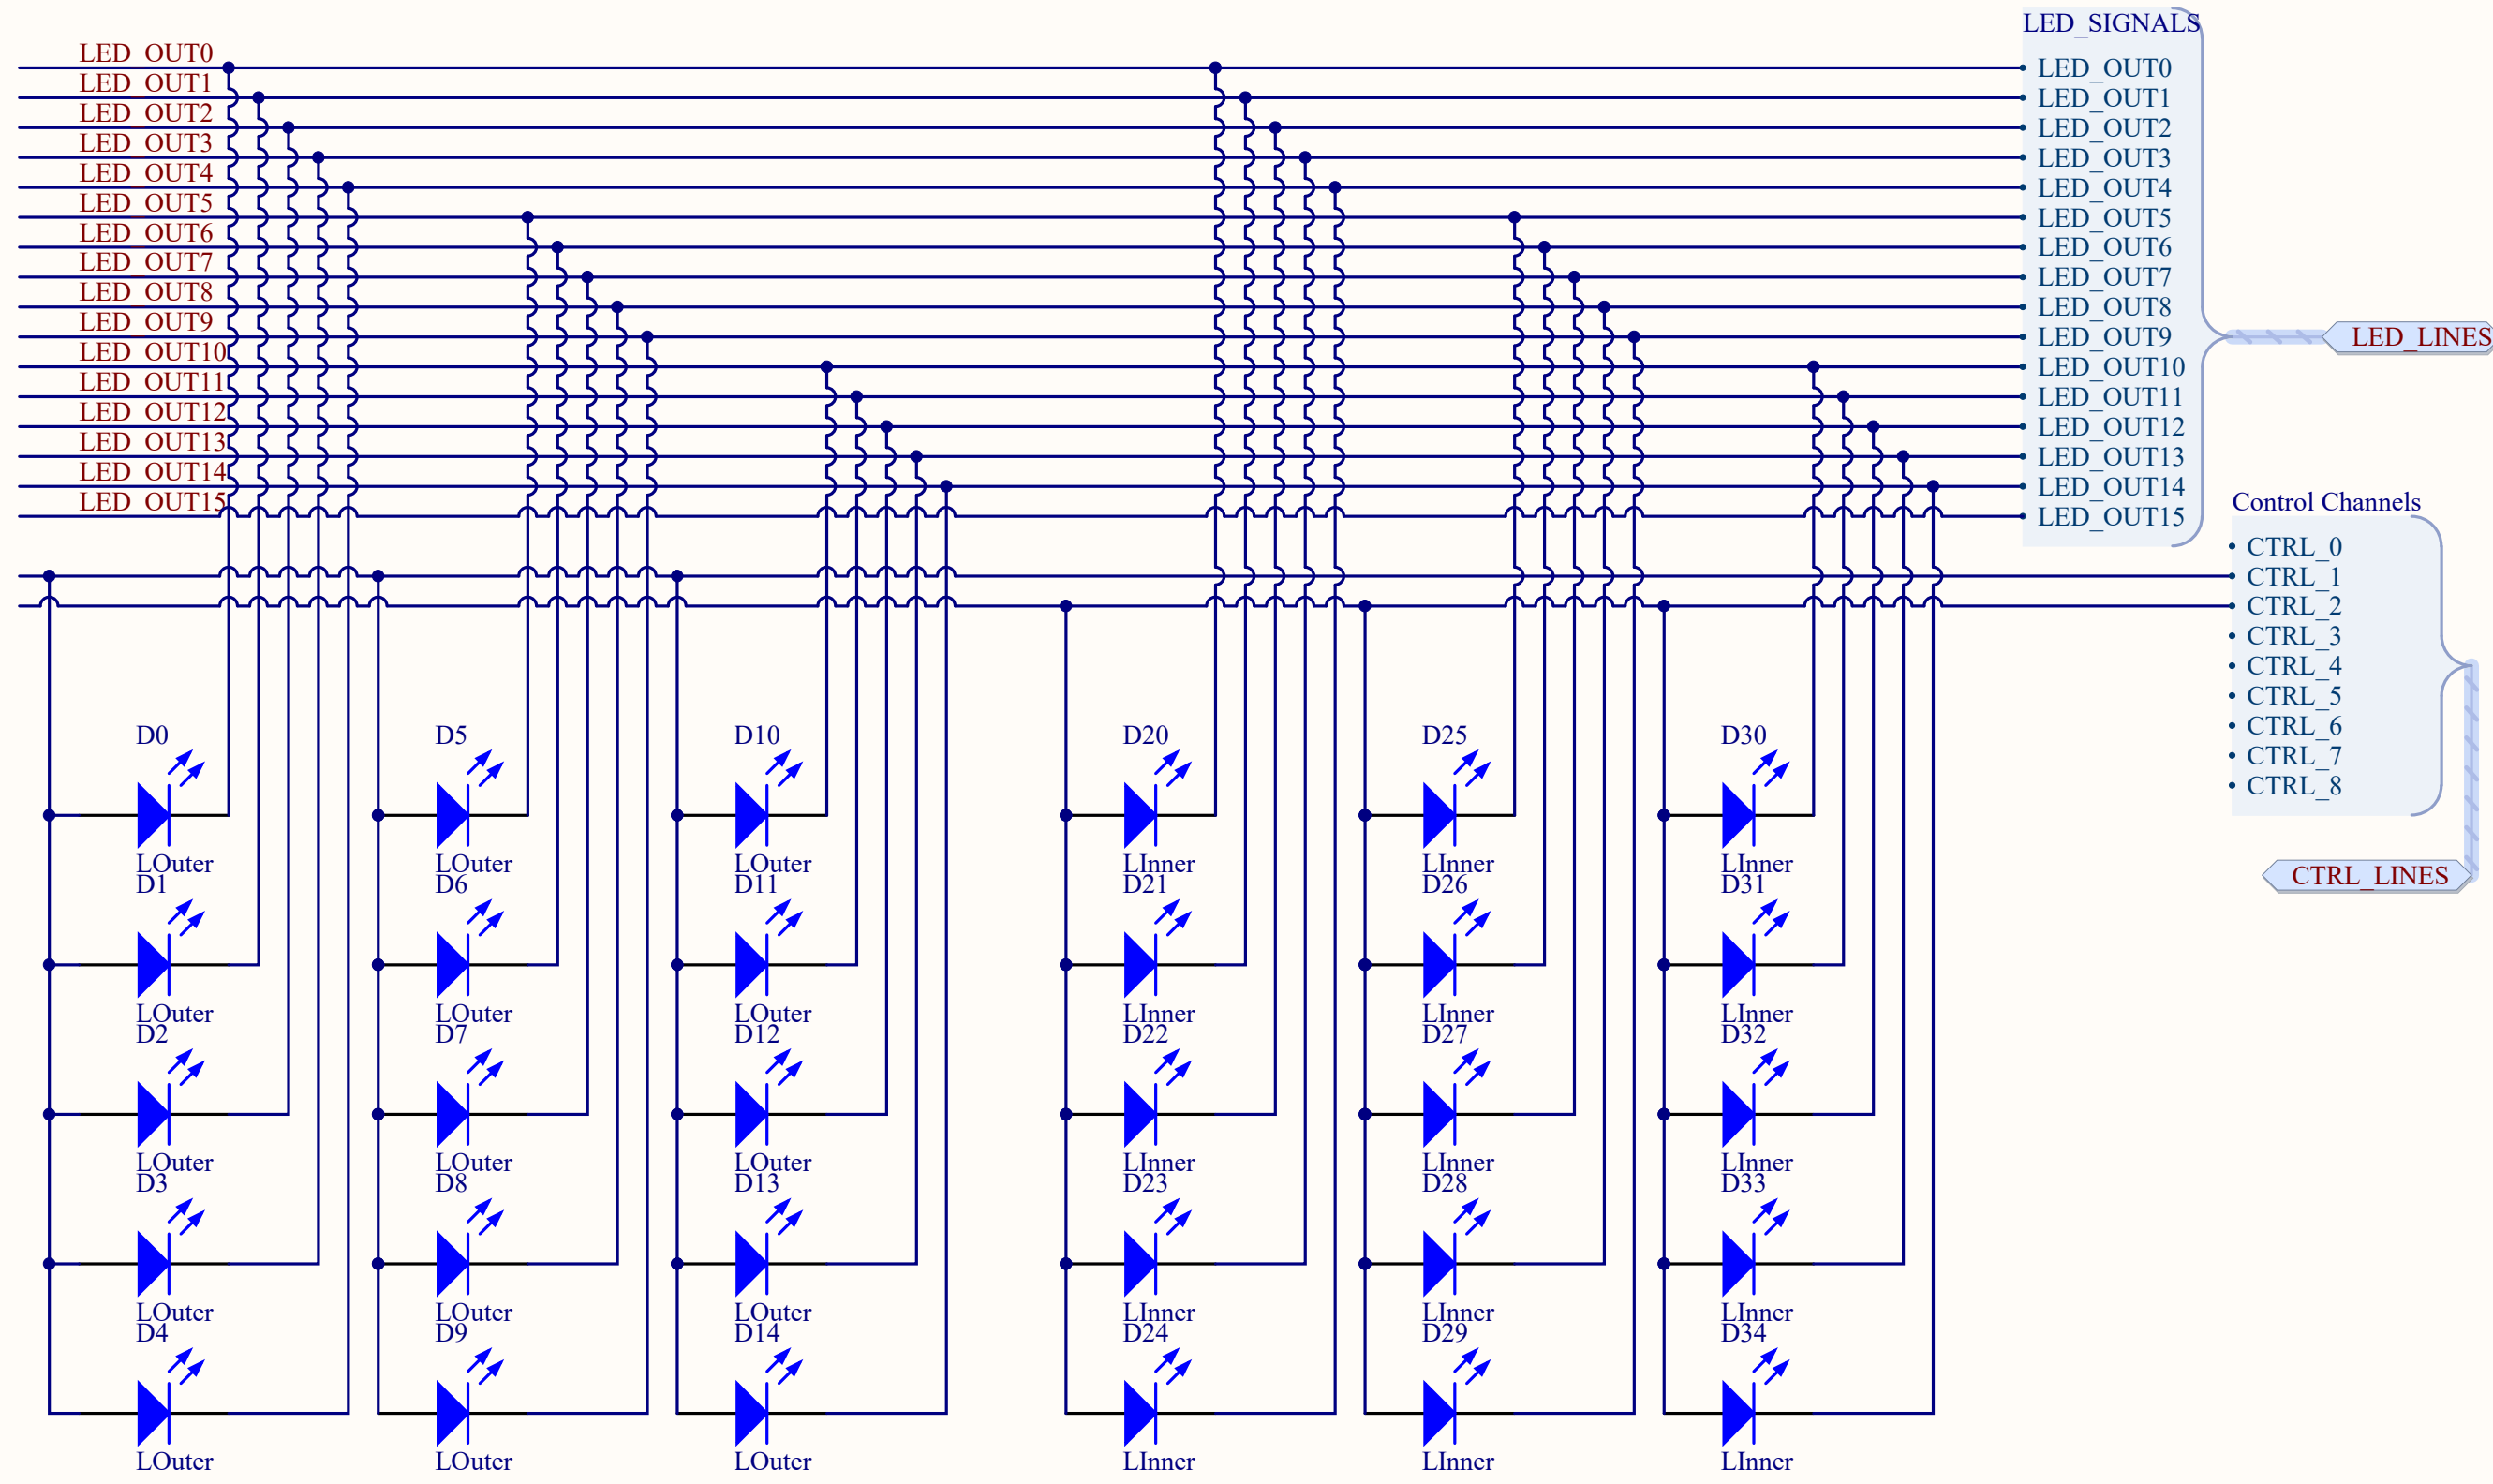 LED_SIGNALS
LED_OUT0
LED_OUT1
LED_OUT2
LED_OUT3
LED_OUT4
LED_OUT5
LED_OUT6
LED_OUT7
LED_OUT8
LED_OUT9
LED_OUT10
LED_OUT11
LED_OUT12
LED_OUT13
LED_OUT14
LED_OUT15
LED_OUT0
LED_OUT1
LED_OUT2
LED_OUT3
LED_OUT4
LED_OUT5
LED_OUT6
LED_OUT7
LED_OUT8
LED_OUT9
LED_OUT10
LED_OUT11
LED_OUT12
LED_OUT13
LED_OUT14
LED_OUT15
LED_LINES
Control Channels
CTRL_0
CTRL_1
CTRL_2
CTRL_3
CTRL_4
CTRL_5
CTRL_6
CTRL_7
CTRL_8
CTRL_LINES
D0
LOuter
D1
LOuter
D2
LOuter
D3
LOuter
D4
LOuter
D5
LOuter
D6
LOuter
D7
LOuter
D8
LOuter
D9
LOuter
D10
LOuter
D11
LOuter
D12
LOuter
D13
LOuter
D14
LOuter
D20
LInner
D21
LInner
D22
LInner
D23
LInner
D24
LInner
D25
LInner
D26
LInner
D27
LInner
D28
LInner
D29
LInner
D30
LInner
D31
LInner
D32
LInner
D33
LInner
D34
LInner